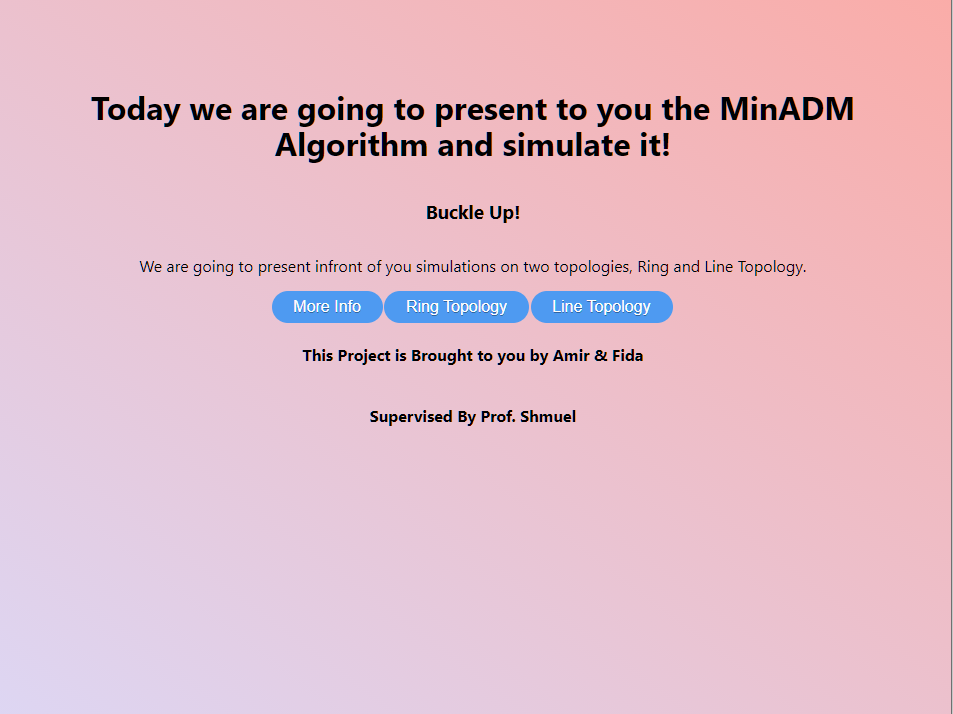 Today we are going to present to you the MinADM
Algorithm and simulate it!
Buckle Up!
We are going to present infront of you simulations on two topologies, Ring and Line Topology.
More Info Ring Topology Line Topology
This Project is Brought to you by Amir & Fida
Supervised By Prof. Shmuel